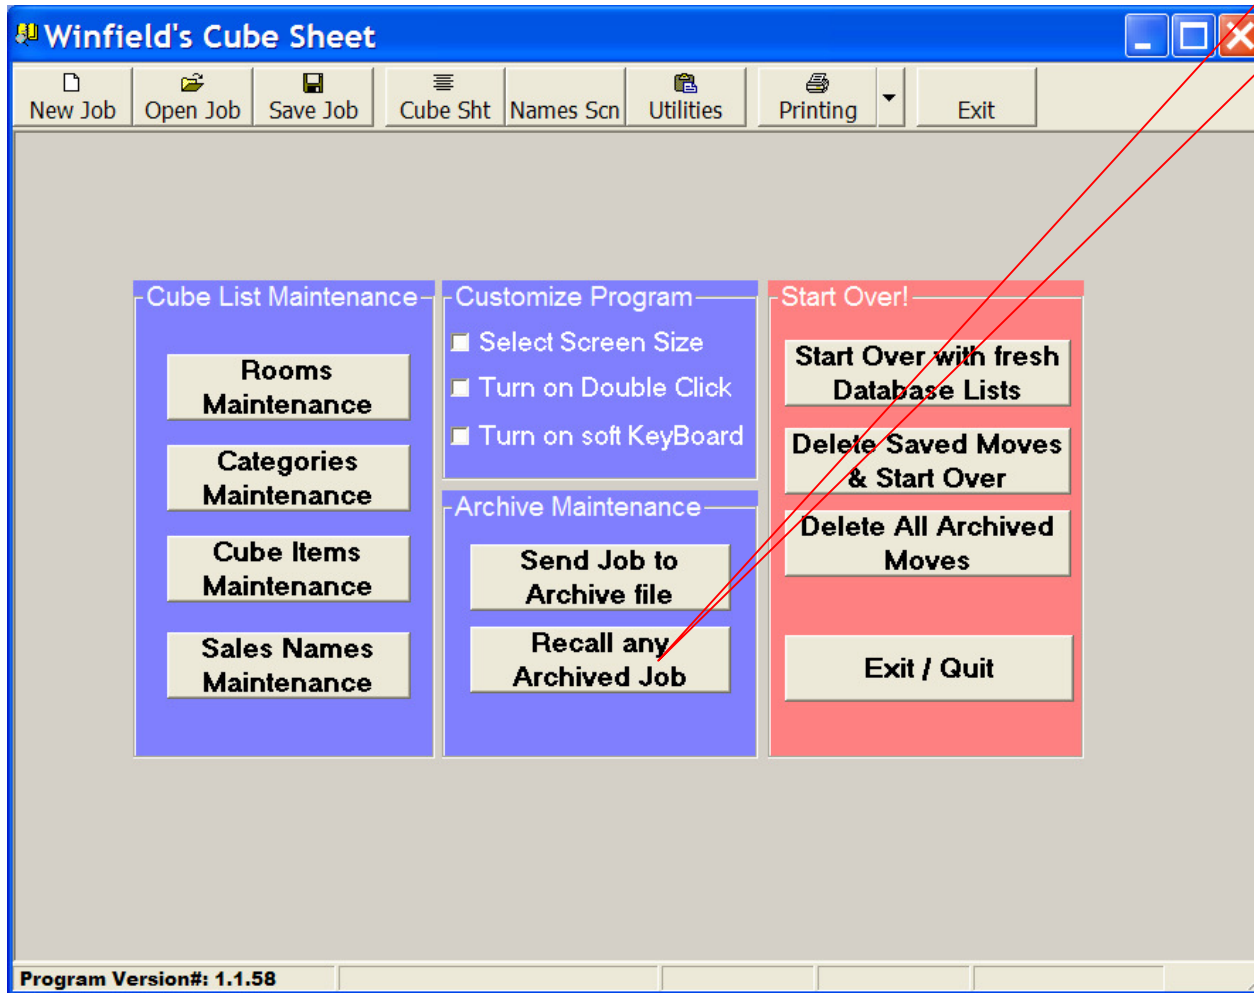 Winfield's Cube Sheet
New Job Open Job Save Job Cube Sht Names Scn Utilities Printing Exit
Cube List Maintenance
Rooms
Maintenance
Categories
Maintenance
Cube Items
Maintenance
Sales Names
Maintenance
Customize Program
Select Screen Size
Turn on Double Click
Turn on soft KeyBoard
Archive Maintenance
Send Job to
Archive file
Recall any
Archived Job
Start Over!
Start Over with fresh
Database Lists
Delete Saved Moves
& Start Over
Delete All Archived
Moves
Exit / Quit
Program Version#: 1.1.58